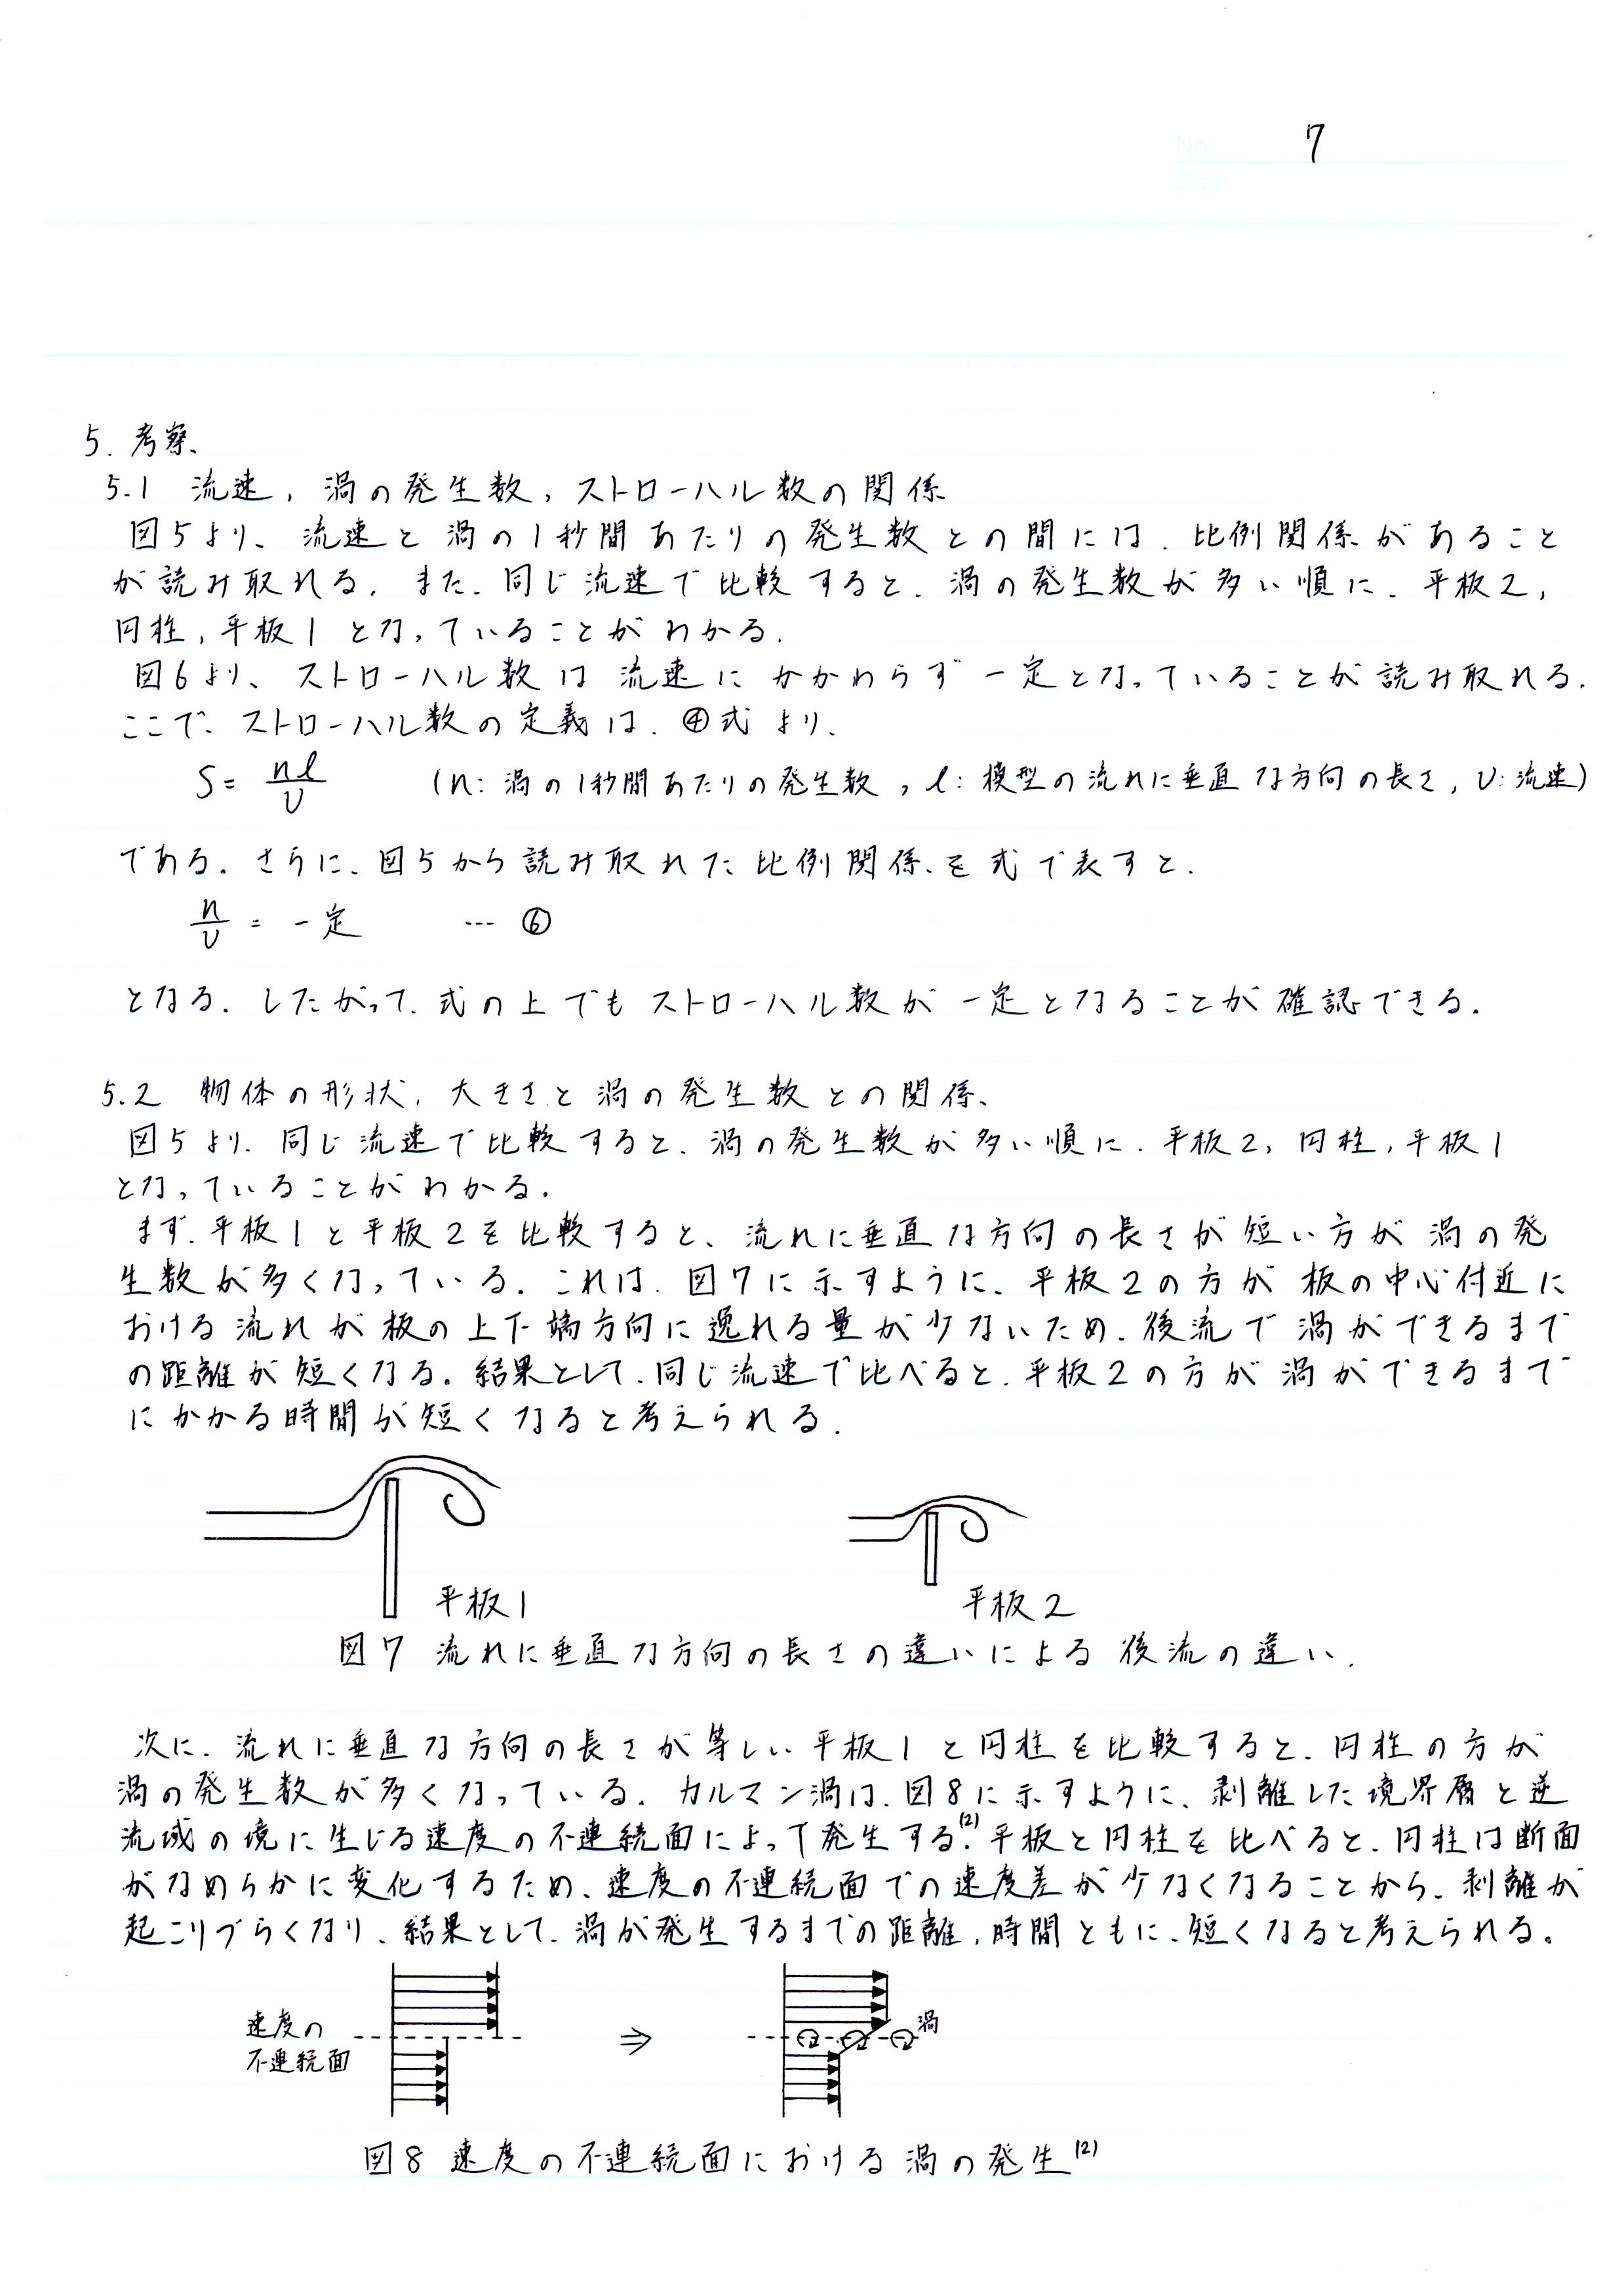 No. 7
Date
5. 考察
5.1 流速, 渦の発生数, ストローハル数の関係
図5より、流速と渦の1秒間あたりの発生数との間には、比例関係があること
が読み取れる. また、同じ流速で比較すると、渦の発生数が多い順に、平板2,
円柱, 平板1となっていることがわかる.
図6より、ストローハル数は流速にかかわらず一定となっていることが読み取れる.
ここで、ストローハル数の定義は、④式より、
S = nl/v (n: 渦の1秒間あたりの発生数, l: 模型の流れに垂直な方向の長さ, v: 流速)
である. さらに、図5から読み取れた比例関係を式で表すと、
n/v = 一定 … ⑥
となる. したがって、式の上でもストローハル数が一定となることが確認できる.
5.2 物体の形状, 大きさと渦の発生数との関係
図5より、同じ流速で比較すると、渦の発生数が多い順に、平板2, 円柱, 平板1
となっていることがわかる.
まず、平板1と平板2を比較すると、流れに垂直な方向の長さが短い方が渦の発
生数が多くなっている. これは、図7に示すように、平板2の方が板の中心付近に
おける流れが板の上下端方向に逸れる量が少ないため、後流で渦ができるまで
の距離が短くなる. 結果として、同じ流速で比べると、平板2の方が渦ができるまで
にかかる時間が短くなると考えられる.
平板1 平板2
図7 流れに垂直な方向の長さの違いによる後流の違い.
次に、流れに垂直な方向の長さが等しい平板1と円柱を比較すると、円柱の方が
渦の発生数が多くなっている. カルマン渦は、図8に示すように、剥離した境界層と逆
流域の境に生じる速度の不連続面によって発生する(2). 平板と円柱を比べると、円柱は断面
がなめらかに変化するため、速度の不連続面での速度差が少なくなることから、剥離が
起こりづらくなり、結果として、渦が発生するまでの距離, 時間ともに、短くなると考えられる.
速度の
不連続面
⇒
渦
図8 速度の不連続面における渦の発生(2)